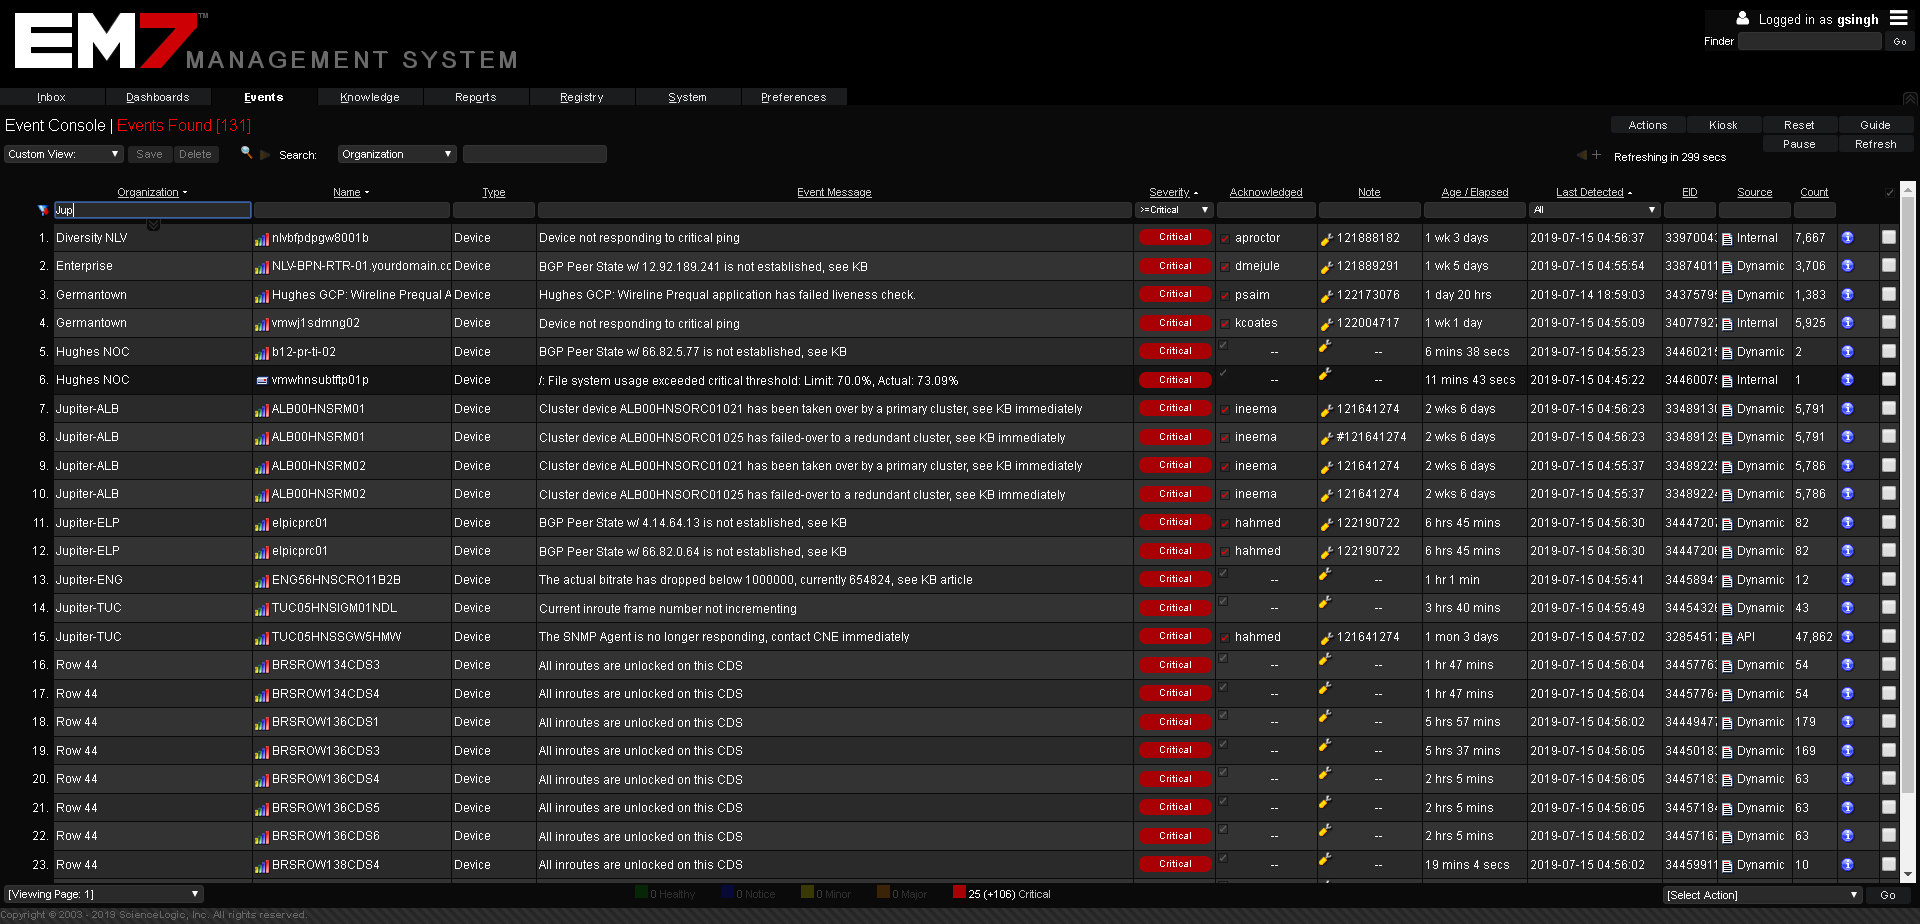 EM7™
MANAGEMENT SYSTEM
Logged in as gsingh
Finder Go
Inbox Dashboards Events Knowledge Reports Registry System Preferences
Event Console | Events Found [131]
Actions Kiosk Reset Guide
Custom View: Save Delete Search: Organization
Refreshing in 299 secs Pause Refresh
Organization Name Type Event Message Severity Acknowledged Note Age / Elapsed Last Detected EID Source Count
Jup >=Critical All
1. Diversity NLV nlvbfpdpgw8001b Device Device not responding to critical ping Critical aproctor 121888182 1 wk 3 days 2019-07-15 04:56:37 Internal 7,667
2. Enterprise NLV-BPN-RTR-01.yourdomain.cc Device BGP Peer State w/ 12.92.189.241 is not established, see KB Critical dmejule 121889291 1 wk 5 days 2019-07-15 04:55:54 33874011 Dynamic 3,706
3. Germantown Hughes GCP: Wireline Prequal A Device Hughes GCP: Wireline Prequal application has failed liveness check. Critical psaim 122173076 1 day 20 hrs 2019-07-14 18:59:03 34375795 Dynamic 1,383
4. Germantown vmwj1sdmng02 Device Device not responding to critical ping Critical kcoates 122004717 1 wk 1 day 2019-07-15 04:55:09 34077927 Internal 5,925
5. Hughes NOC b12-pr-ti-02 Device BGP Peer State w/ 66.82.5.77 is not established, see KB Critical -- -- 6 mins 38 secs 2019-07-15 04:55:23 34460215 Dynamic 2
6. Hughes NOC vmwhnsubtftp01p Device /: File system usage exceeded critical threshold: Limit: 70.0%, Actual: 73.09% Critical -- -- 11 mins 43 secs 2019-07-15 04:45:22 34460075 Internal 1
7. Jupiter-ALB ALB00HNSRM01 Device Cluster device ALB00HNSORC01021 has been taken over by a primary cluster, see KB immediately Critical ineema 121641274 2 wks 6 days 2019-07-15 04:56:23 Dynamic 5,791
8. Jupiter-ALB ALB00HNSRM01 Device Cluster device ALB00HNSORC01025 has failed-over to a redundant cluster, see KB immediately Critical ineema #121641274 2 wks 6 days 2019-07-15 04:56:23 Dynamic 5,791
9. Jupiter-ALB ALB00HNSRM02 Device Cluster device ALB00HNSORC01021 has been taken over by a primary cluster, see KB immediately Critical ineema 121641274 2 wks 6 days 2019-07-15 04:55:37 Dynamic 5,786
10. Jupiter-ALB ALB00HNSRM02 Device Cluster device ALB00HNSORC01025 has failed-over to a redundant cluster, see KB immediately Critical ineema 121641274 2 wks 6 days 2019-07-15 04:55:37 Dynamic 5,786
11. Jupiter-ELP elpicprc01 Device BGP Peer State w/ 4.14.64.13 is not established, see KB Critical hahmed 122190722 6 hrs 45 mins 2019-07-15 04:56:30 34447207 Dynamic 82
12. Jupiter-ELP elpicprc01 Device BGP Peer State w/ 66.82.0.64 is not established, see KB Critical hahmed 122190722 6 hrs 45 mins 2019-07-15 04:56:30 Dynamic 82
13. Jupiter-ENG ENG56HNSCRO11B2B Device The actual bitrate has dropped below 1000000, currently 654824, see KB article Critical -- -- 1 hr 1 min 2019-07-15 04:55:41 34458941 Dynamic 12
14. Jupiter-TUC TUC05HNSIGM01NDL Device Current inroute frame number not incrementing Critical -- -- 3 hrs 40 mins 2019-07-15 04:55:49 Dynamic 43
15. Jupiter-TUC TUC05HNSSGW5HMW Device The SNMP Agent is no longer responding, contact CNE immediately Critical hahmed 121641274 1 mon 3 days 2019-07-15 04:57:02 32854517 API 47,862
16. Row 44 BRSROW134CDS3 Device All inroutes are unlocked on this CDS Critical -- -- 1 hr 47 mins 2019-07-15 04:56:04 Dynamic 54
17. Row 44 BRSROW134CDS4 Device All inroutes are unlocked on this CDS Critical -- -- 1 hr 47 mins 2019-07-15 04:56:04 Dynamic 54
18. Row 44 BRSROW136CDS1 Device All inroutes are unlocked on this CDS Critical -- -- 5 hrs 57 mins 2019-07-15 04:56:02 34449477 Dynamic 179
19. Row 44 BRSROW136CDS3 Device All inroutes are unlocked on this CDS Critical -- -- 5 hrs 37 mins 2019-07-15 04:56:05 Dynamic 169
20. Row 44 BRSROW136CDS4 Device All inroutes are unlocked on this CDS Critical -- -- 2 hrs 5 mins 2019-07-15 04:56:05 Dynamic 63
21. Row 44 BRSROW136CDS5 Device All inroutes are unlocked on this CDS Critical -- -- 2 hrs 5 mins 2019-07-15 04:56:05 Dynamic 63
22. Row 44 BRSROW136CDS6 Device All inroutes are unlocked on this CDS Critical -- -- 2 hrs 5 mins 2019-07-15 04:56:02 34457167 Dynamic 63
23. Row 44 BRSROW138CDS4 Device All inroutes are unlocked on this CDS Critical -- -- 19 mins 4 secs 2019-07-15 04:56:02 34459911 Dynamic 10
[Viewing Page: 1] 0 Healthy 0 Notice 0 Minor 0 Major 25 (+106) Critical [Select Action] Go
Copyright © 2003 - 2019 ScienceLogic, Inc. All rights reserved.